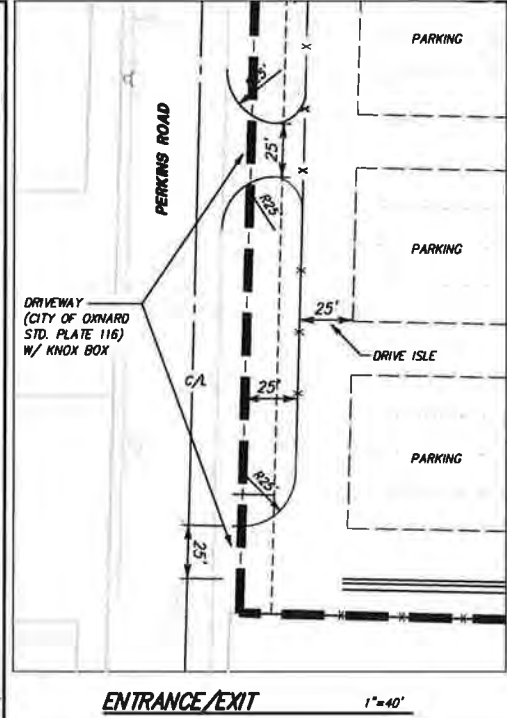 PARKING
PERKINS ROAD
25'
R25
PARKING
DRIVEWAY
(CITY OF OXNARD
STD. PLATE 116)
W/ KNOX BOX
25'
DRIVE ISLE
C/L
25'
PARKING
R25'
25'
ENTRANCE/EXIT
1"=40'